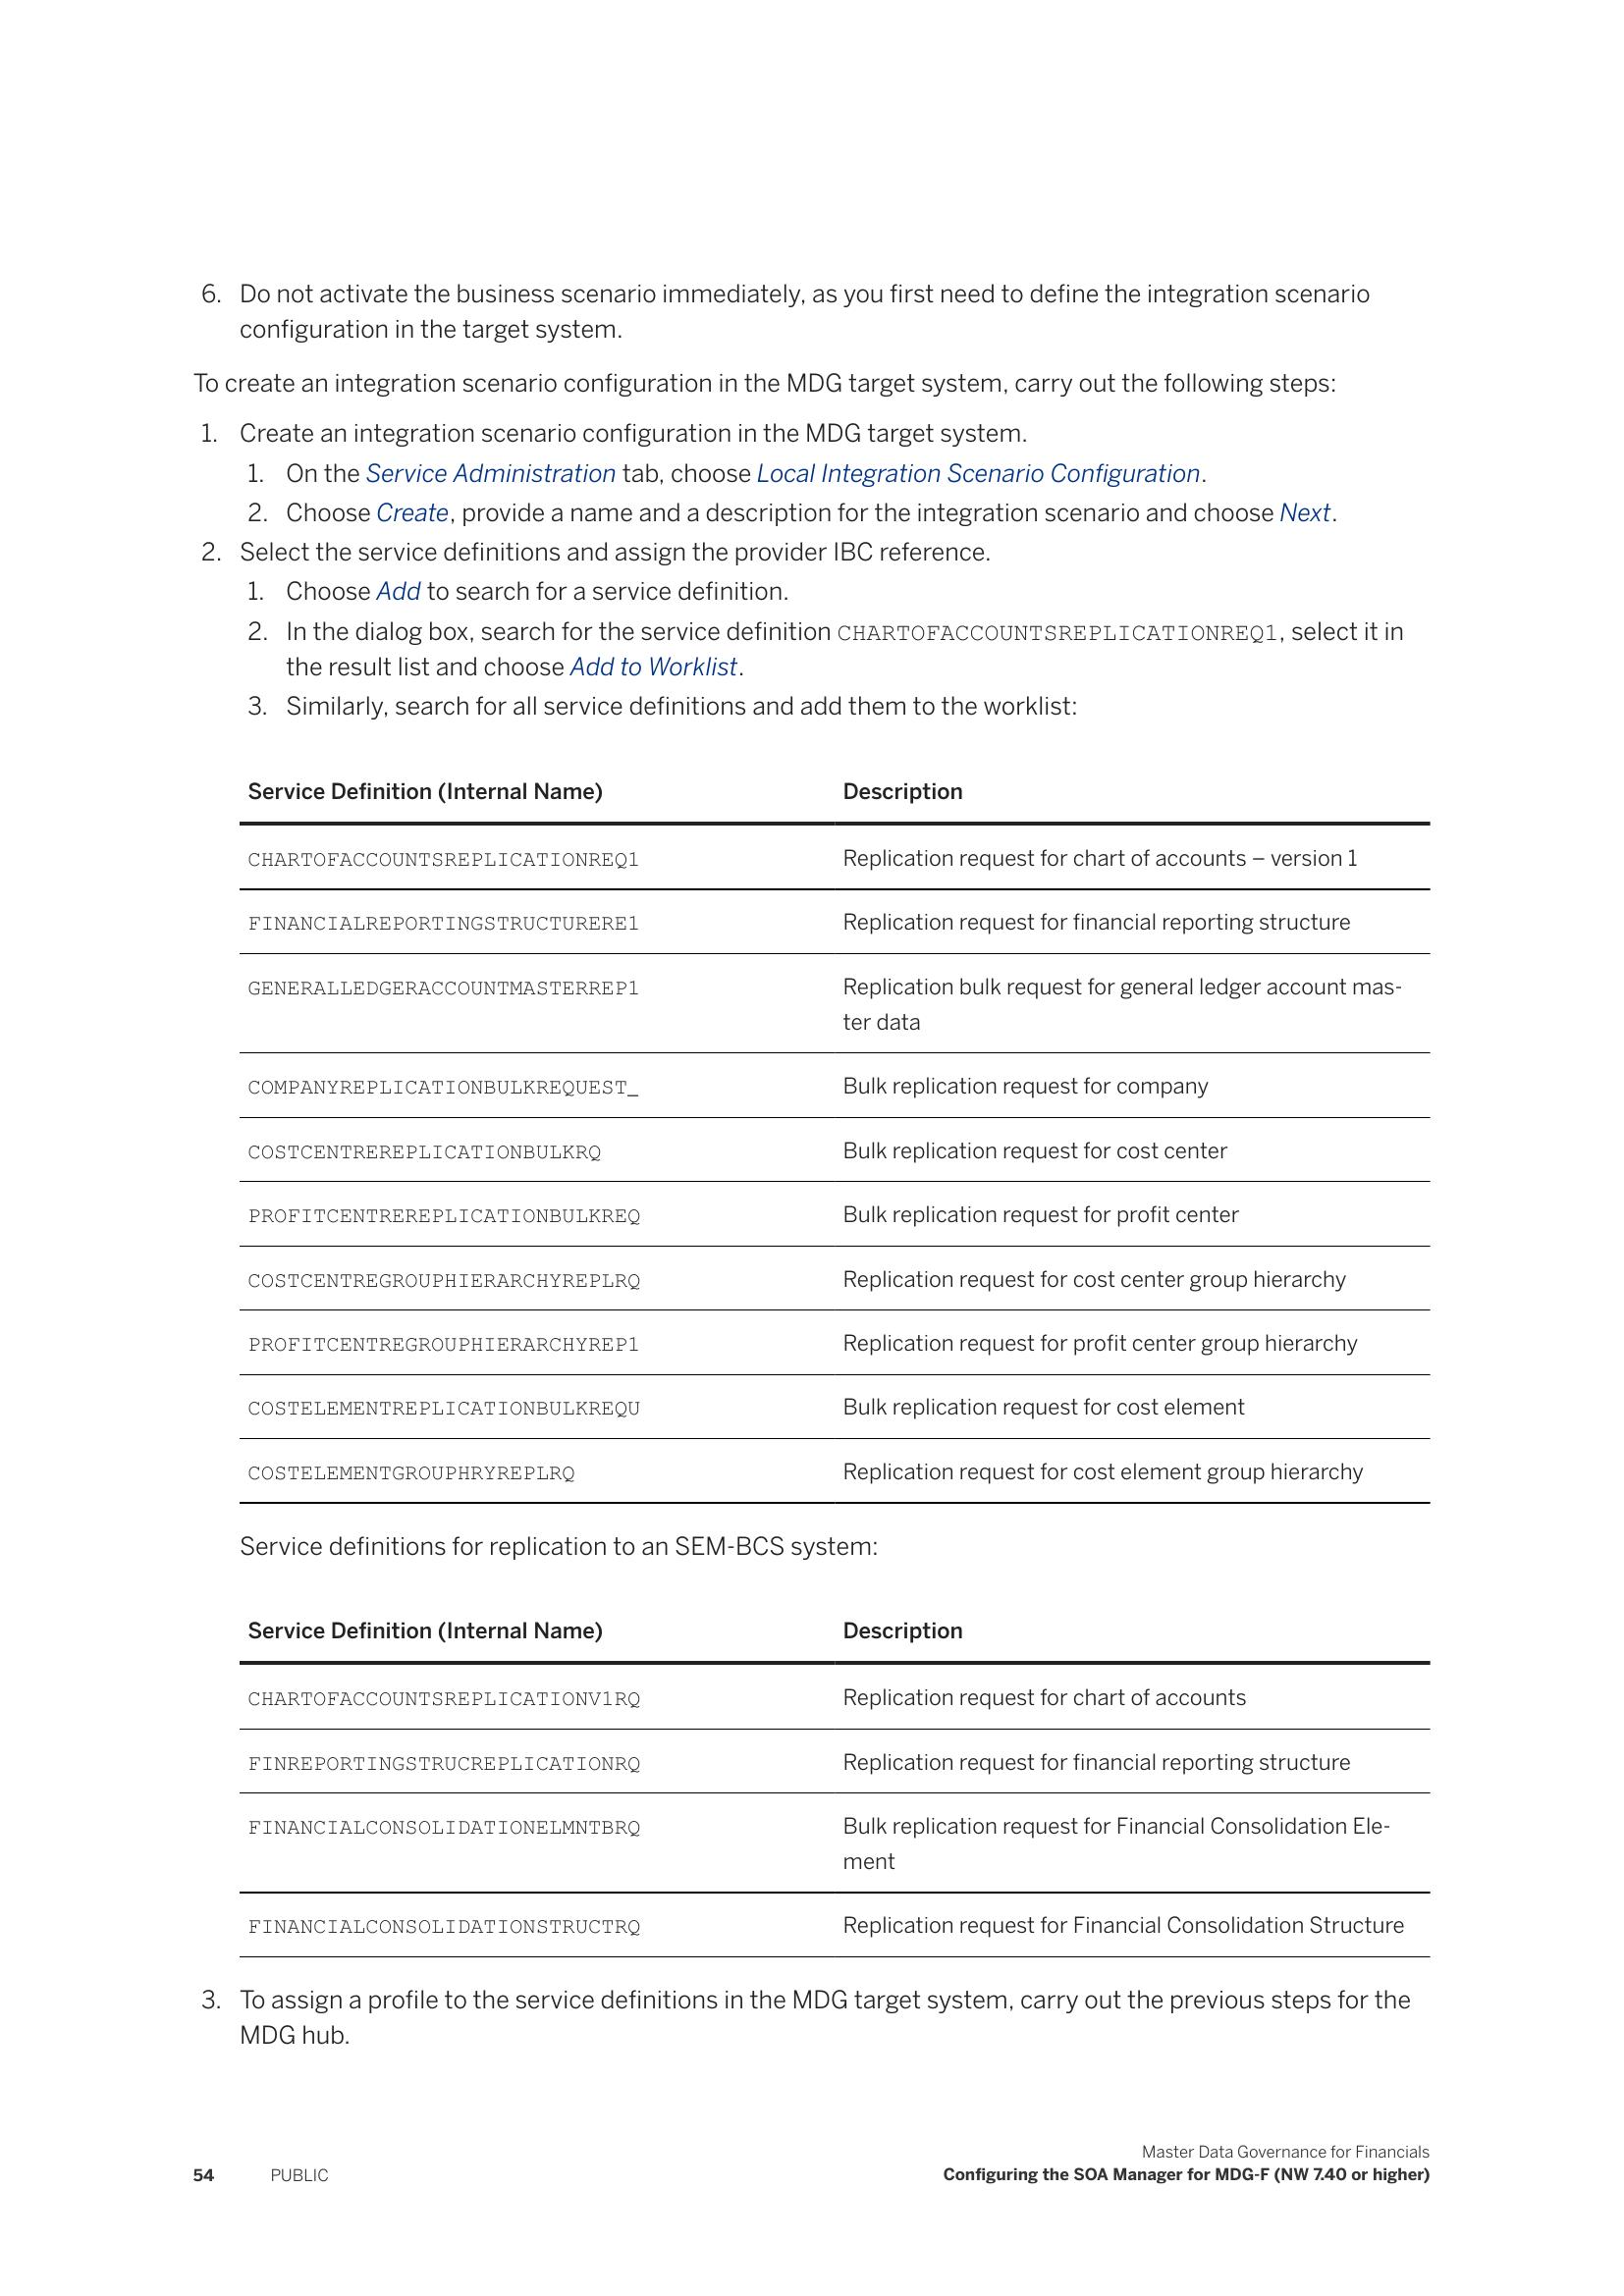 6. Do not activate the business scenario immediately, as you first need to define the integration scenario
configuration in the target system.
To create an integration scenario configuration in the MDG target system, carry out the following steps:
1. Create an integration scenario configuration in the MDG target system.
1. On the Service Administration tab, choose Local Integration Scenario Configuration.
2. Choose Create, provide a name and a description for the integration scenario and choose Next.
2. Select the service definitions and assign the provider IBC reference.
1. Choose Add to search for a service definition.
2. In the dialog box, search for the service definition CHARTOFACCOUNTSREPLICATIONREQ1, select it in
the result list and choose Add to Worklist.
3. Similarly, search for all service definitions and add them to the worklist:
Service Definition (Internal Name) Description
CHARTOFACCOUNTSREPLICATIONREQ1 Replication request for chart of accounts – version 1
FINANCIALREPORTINGSTRUCTURERE1 Replication request for financial reporting structure
GENERALLEDGERACCOUNTMASTERREP1 Replication bulk request for general ledger account mas-
ter data
COMPANYREPLICATIONBULKREQUEST_ Bulk replication request for company
COSTCENTREREPLICATIONBULKRQ Bulk replication request for cost center
PROFITCENTREREPLICATIONBULKREQ Bulk replication request for profit center
COSTCENTREGROUPHIERARCHYREPLRQ Replication request for cost center group hierarchy
PROFITCENTREGROUPHIERARCHYREP1 Replication request for profit center group hierarchy
COSTELEMENTREPLICATIONBULKREQU Bulk replication request for cost element
COSTELEMENTGROUPHRYREPLRQ Replication request for cost element group hierarchy
Service definitions for replication to an SEM-BCS system:
Service Definition (Internal Name) Description
CHARTOFACCOUNTSREPLICATIONV1RQ Replication request for chart of accounts
FINREPORTINGSTRUCREPLICATIONRQ Replication request for financial reporting structure
FINANCIALCONSOLIDATIONELMNTBRQ Bulk replication request for Financial Consolidation Ele-
ment
FINANCIALCONSOLIDATIONSTRUCTRQ Replication request for Financial Consolidation Structure
3. To assign a profile to the service definitions in the MDG target system, carry out the previous steps for the
MDG hub.
Master Data Governance for Financials
54 PUBLIC Configuring the SOA Manager for MDG-F (NW 7.40 or higher)